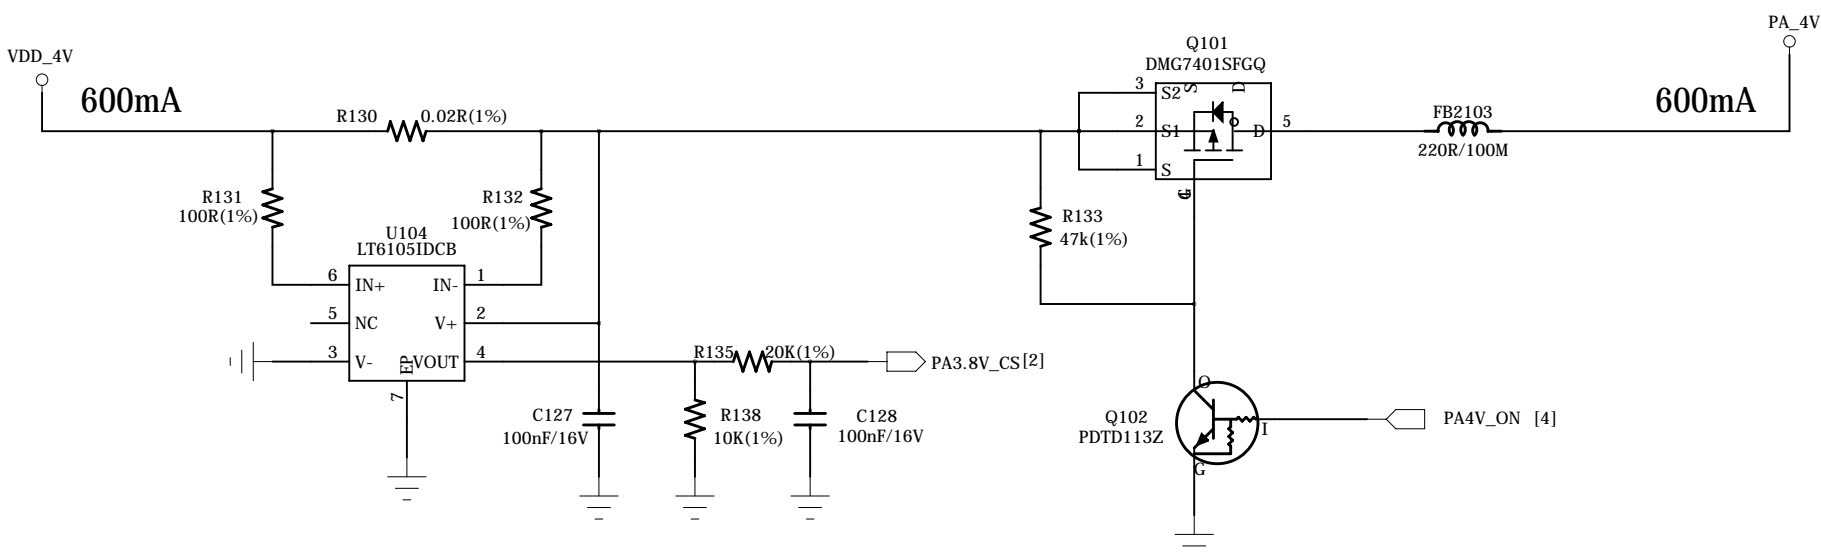 PA_4V
VDD_4V
600mA
600mA
Q101
DMG7401SFGQ
R130 0.02R(1%)
3 S2 S D
2 S1 D 5
1 S
G
FB2103
220R/100M
R131
100R(1%)
R132
100R(1%)
R133
47k(1%)
U104
LT6105IDCB
6 IN+ IN- 1
5 NC V+ 2
3 V- EP VOUT 4
7
R135 20K(1%)
PA3.8V_CS[2]
C127
100nF/16V
R138
10K(1%)
C128
100nF/16V
Q102
PDTD113Z
O
I
G
PA4V_ON [4]